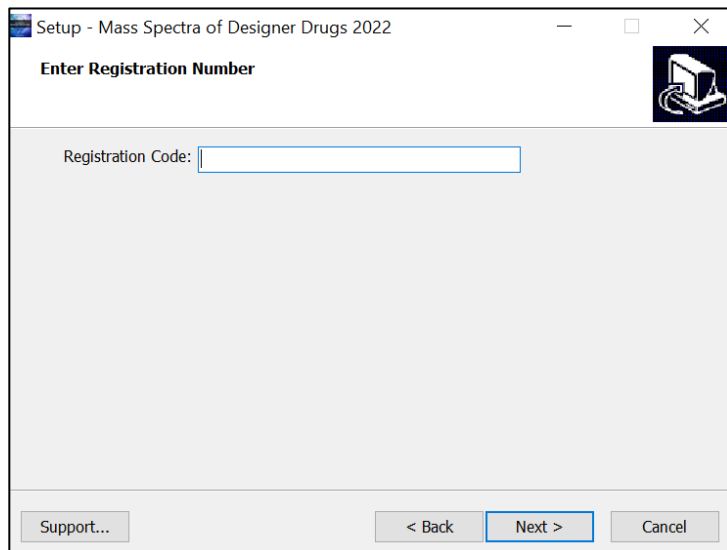 Setup - Mass Spectra of Designer Drugs 2022
Enter Registration Number
Registration Code:
Support...
< Back
Next >
Cancel